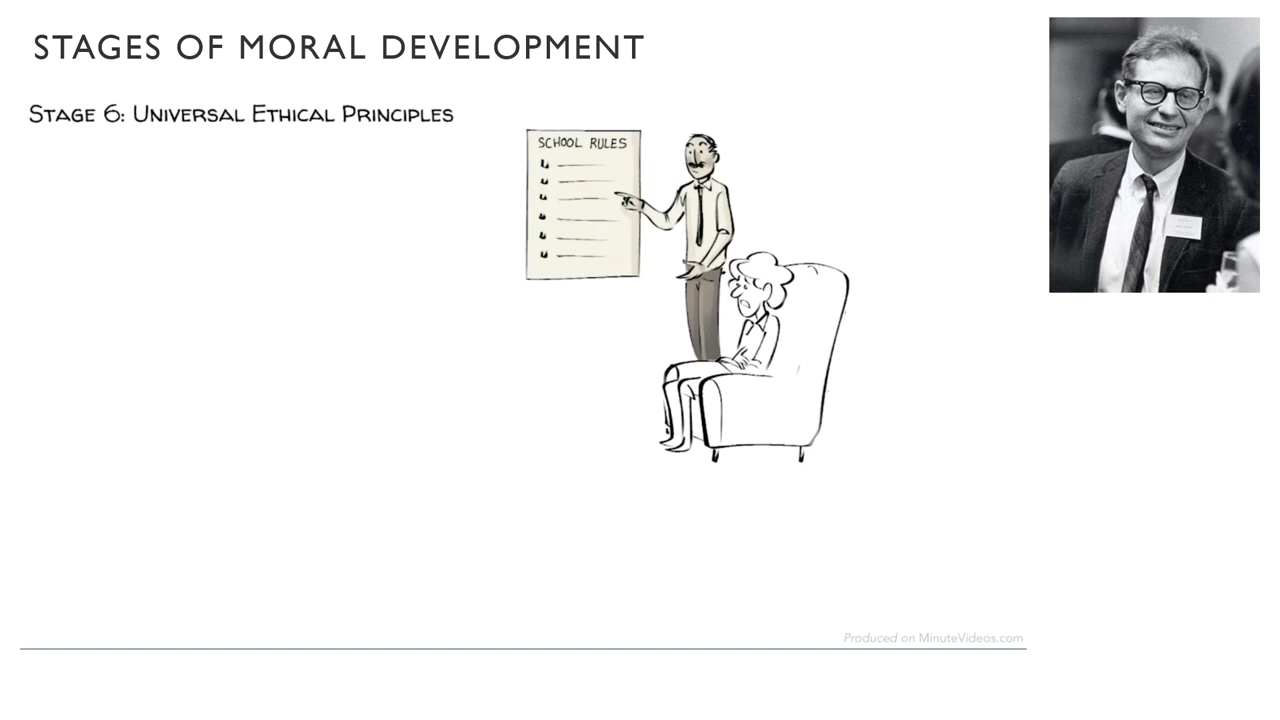 STAGES OF MORAL DEVELOPMENT
STAGE 6: UNIVERSAL ETHICAL PRINCIPLES
SCHOOL RULES
Produced on MinuteVideos.com